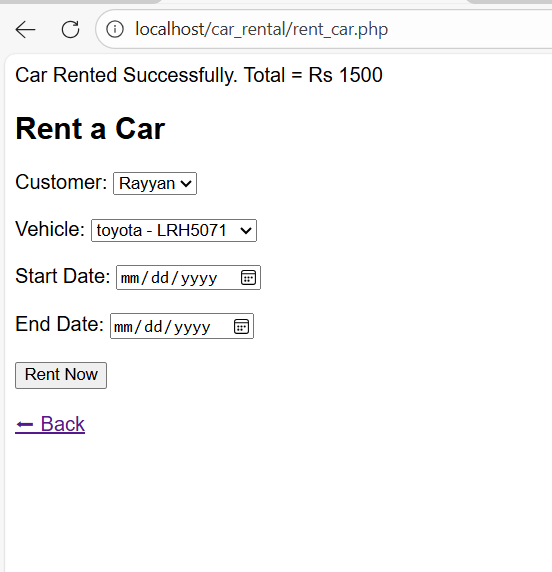 localhost/car_rental/rent_car.php
Car Rented Successfully. Total = Rs 1500
Rent a Car
Customer: Rayyan
Vehicle: toyota - LRH5071
Start Date: mm/dd/yyyy
End Date: mm/dd/yyyy
Rent Now
← Back